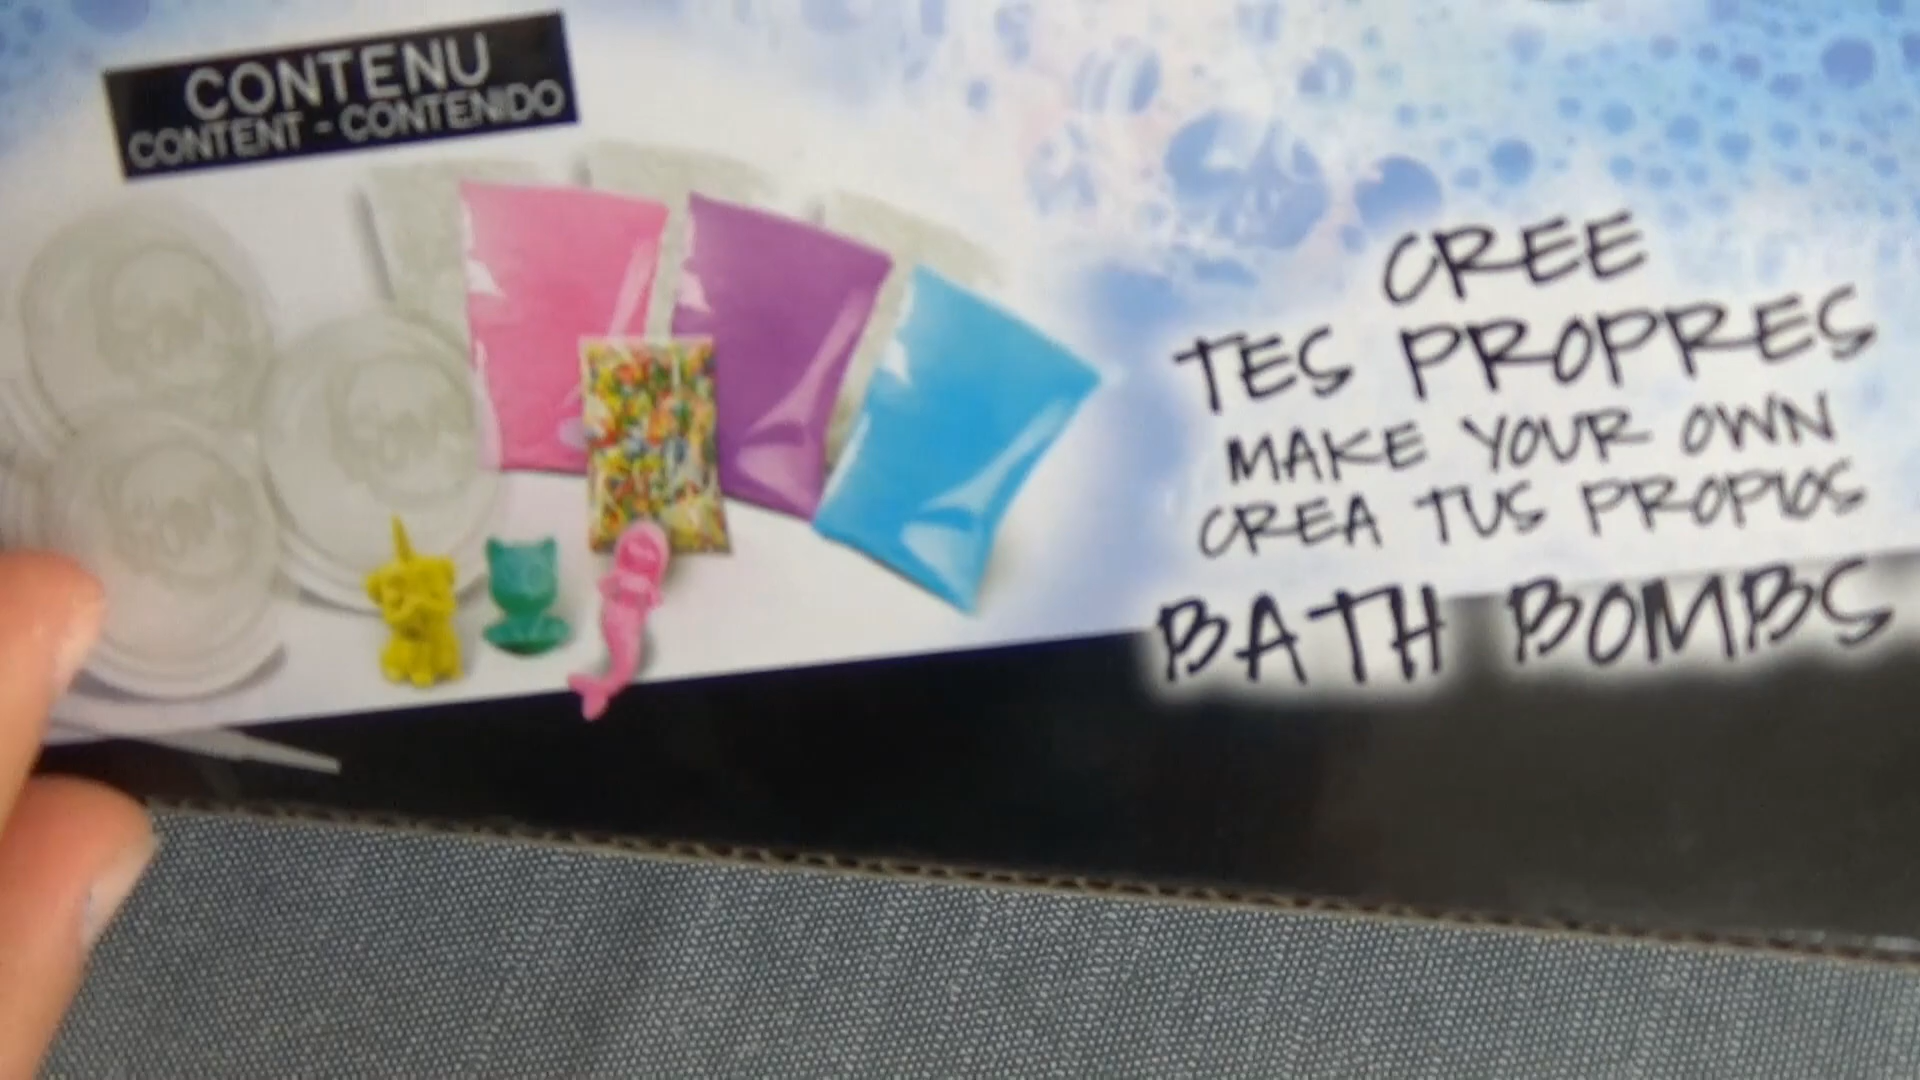 CONTENU
CONTENT - CONTENIDO
CREE
TES PROPRES
MAKE YOUR OWN
CREA TUS PROPIOS
BATH BOMBS